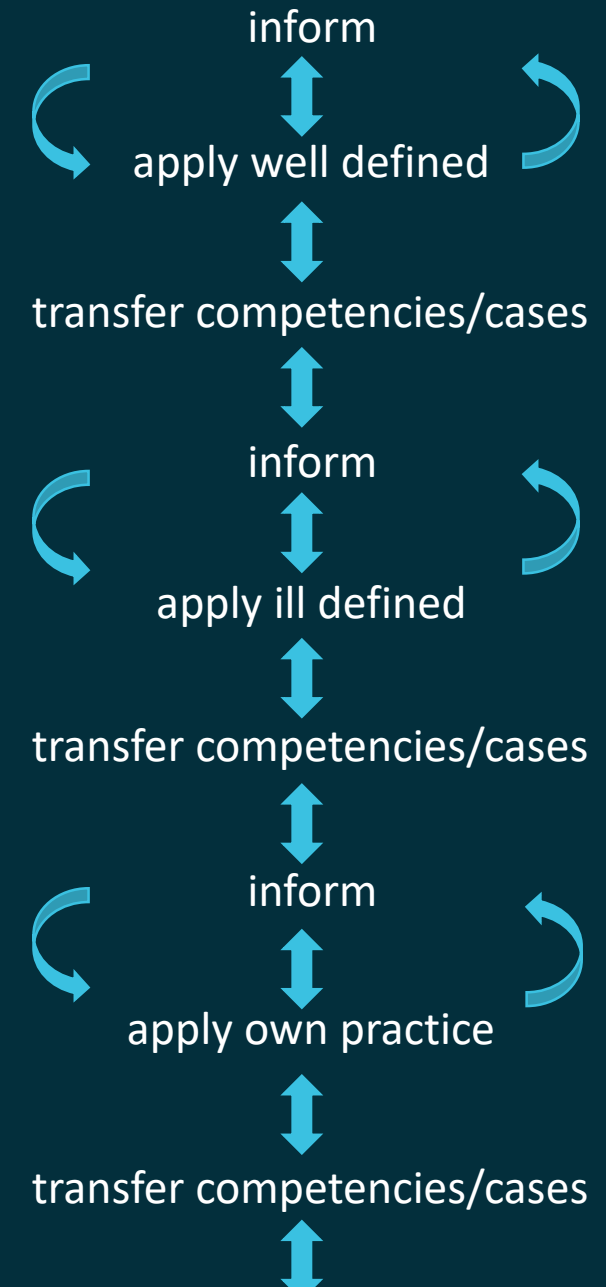 inform
apply well defined
transfer competencies/cases
inform
apply ill defined
transfer competencies/cases
inform
apply own practice
transfer competencies/cases